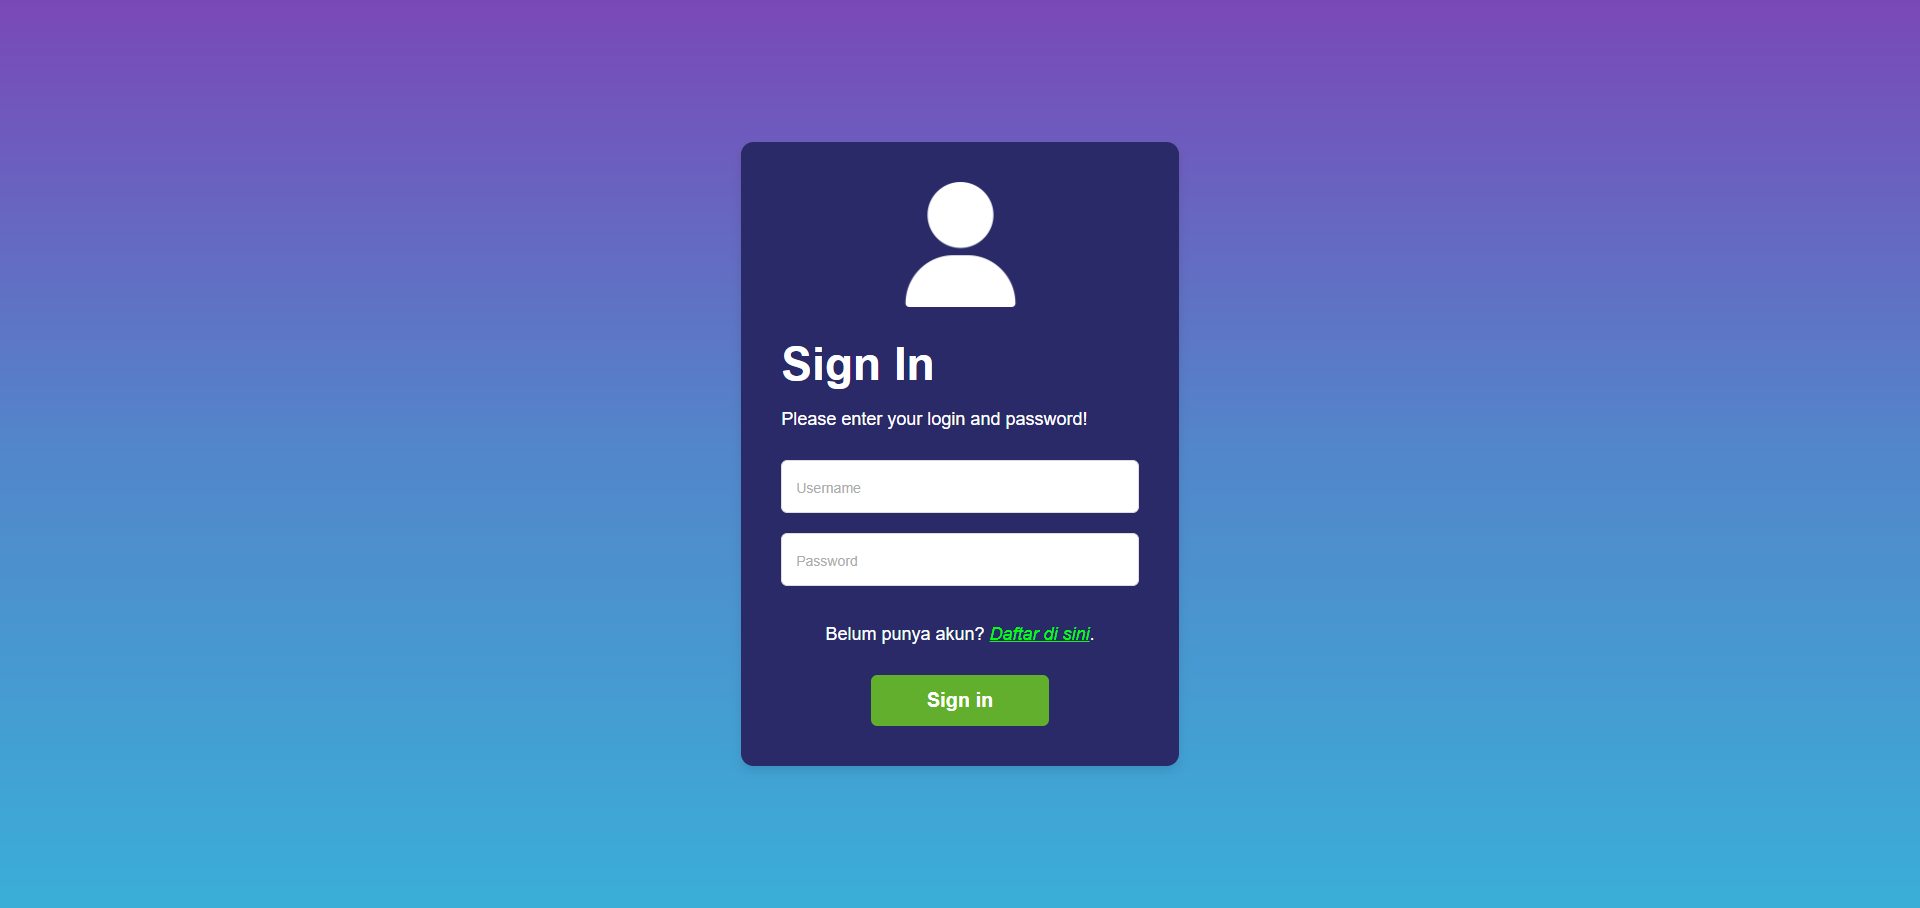 Sign In
Please enter your login and password!
Username
Password
Belum punya akun? Daftar di sini.
Sign in